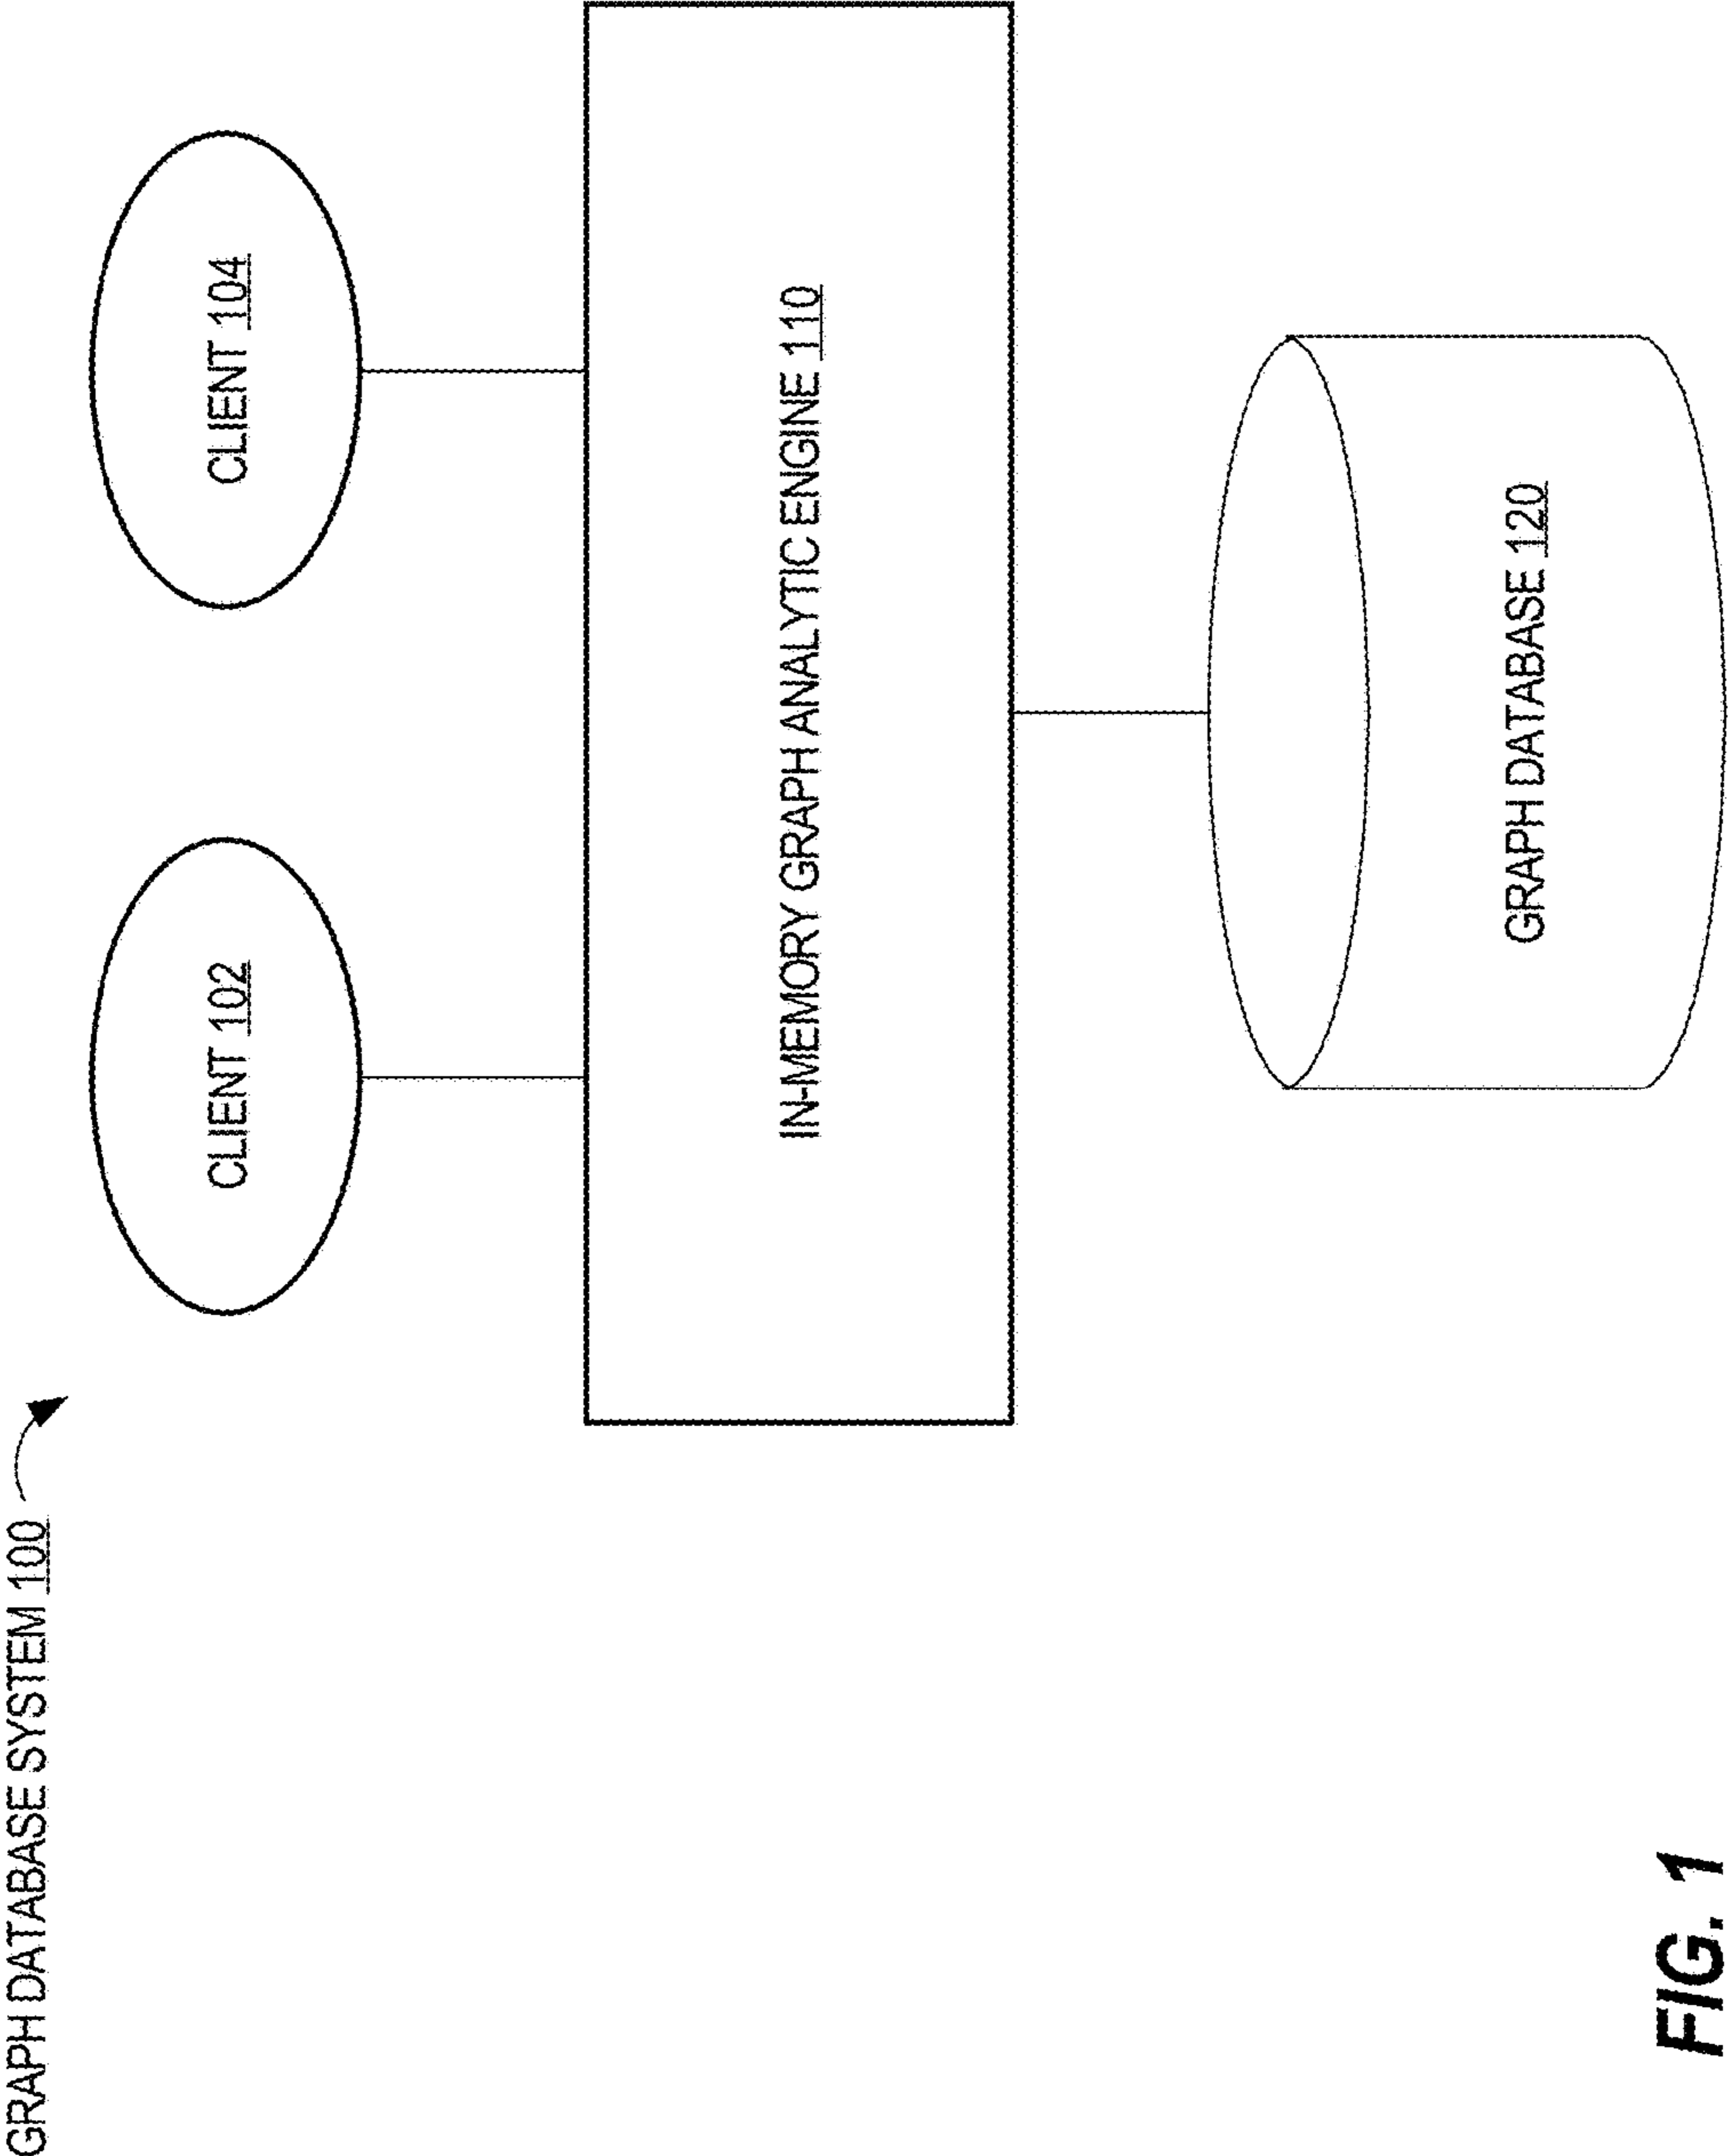 GRAPH DATABASE SYSTEM 100
CLIENT 102
CLIENT 104
IN-MEMORY GRAPH ANALYTIC ENGINE 110
GRAPH DATABASE 120
FIG. 1